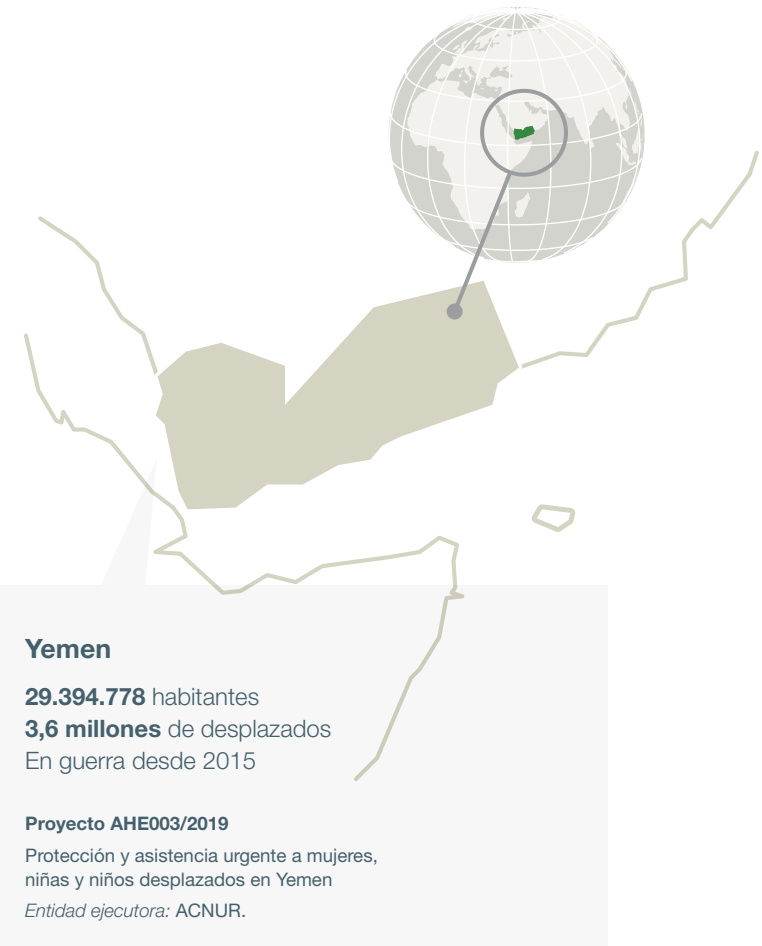 Yemen
29.394.778 habitantes
3,6 millones de desplazados
En guerra desde 2015
Proyecto AHE003/2019
Protección y asistencia urgente a mujeres,
niñas y niños desplazados en Yemen
Entidad ejecutora: ACNUR.